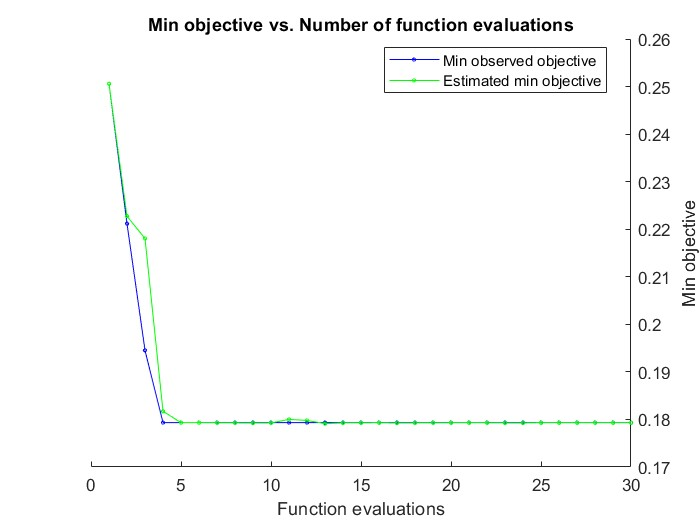 Min objective vs. Number of function evaluations
Min observed objective
Estimated min objective
0.26
0.25
0.24
0.23
0.22
0.21
0.2
0.19
0.18
0.17
Min objective
0 5 10 15 20 25 30
Function evaluations